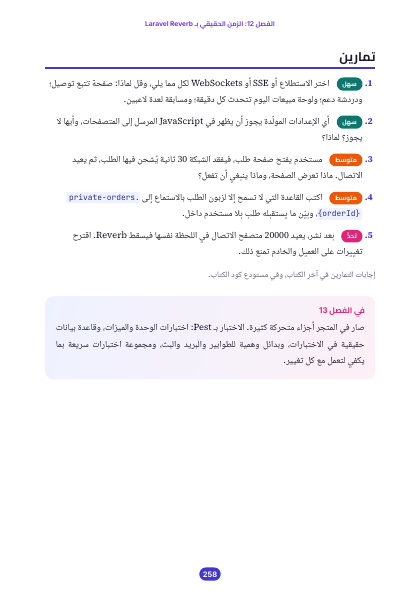 الفصل 12: الزمن الحقيقي بـ Laravel Reverb
تمارين
1. سهل اختر الاستطلاع أو SSE أو WebSockets لكل مما يلي، وقل لماذا: صفحة تتبع توصيل؛
ودردشة دعم؛ ولوحة مبيعات اليوم تتحدث كل دقيقة؛ ومسابقة لعدة لاعبين.
2. سهل أي الإعدادات المولّدة يجوز أن يظهر في JavaScript المرسل إلى المتصفحات، وأيها لا
يجوز؟ لماذا؟
3. متوسط مستخدم يفتح صفحة طلب، فيفقد الشبكة 30 ثانية يُشحن فيها الطلب، ثم يعيد
الاتصال. ماذا تعرض الصفحة، وماذا ينبغي أن تفعل؟
4. متوسط اكتب القاعدة التي لا تسمح إلا لزبون الطلب بالاستماع إلى private-orders.
{orderId}، وبيّن ما يستقبله طلب بلا مستخدم داخل.
5. تحدٍّ بعد نشر، يعيد 20000 متصفح الاتصال في اللحظة نفسها فيسقط Reverb. اقترح
تغييرات على العميل والخادم تمنع ذلك.
إجابات التمارين في آخر الكتاب، وفي مستودع كود الكتاب.
في الفصل 13
صار في المتجر أجزاء متحركة كثيرة. الاختبار بـ Pest: اختبارات الوحدة والميزات، وقاعدة بيانات
حقيقية في الاختبارات، وبدائل وهمية للطوابير والبريد والبث، ومجموعة اختبارات سريعة بما
يكفي لتعمل مع كل تغيير.
258